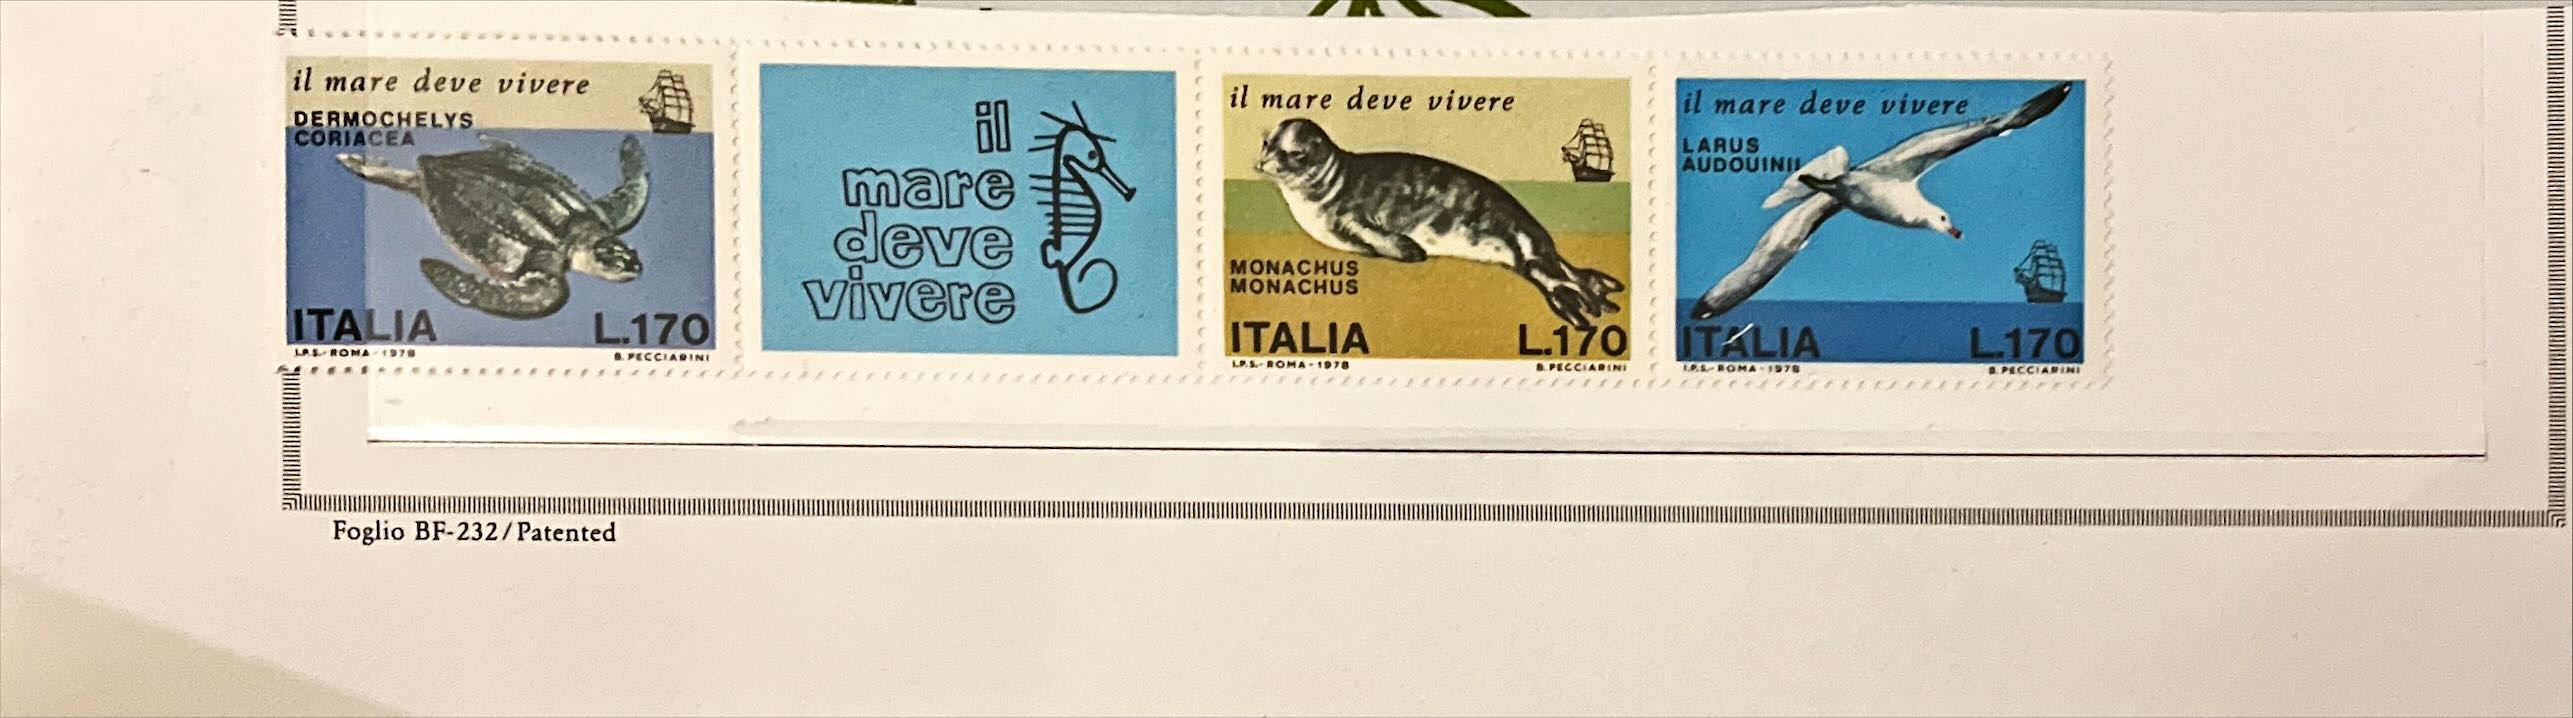 il mare deve vivere
DERMOCHELYS
CORIACEA
ITALIA L.170
I.P.S.-ROMA-1978 B. PECCIARINI
il
mare
deve
vivere
il mare deve vivere
MONACHUS
MONACHUS
ITALIA L.170
I.P.S.-ROMA-1978 B. PECCIARINI
il mare deve vivere
LARUS
AUDOUINII
ITALIA L.170
I.P.S.-ROMA-1978 B. PECCIARINI
Foglio BF-232/Patented